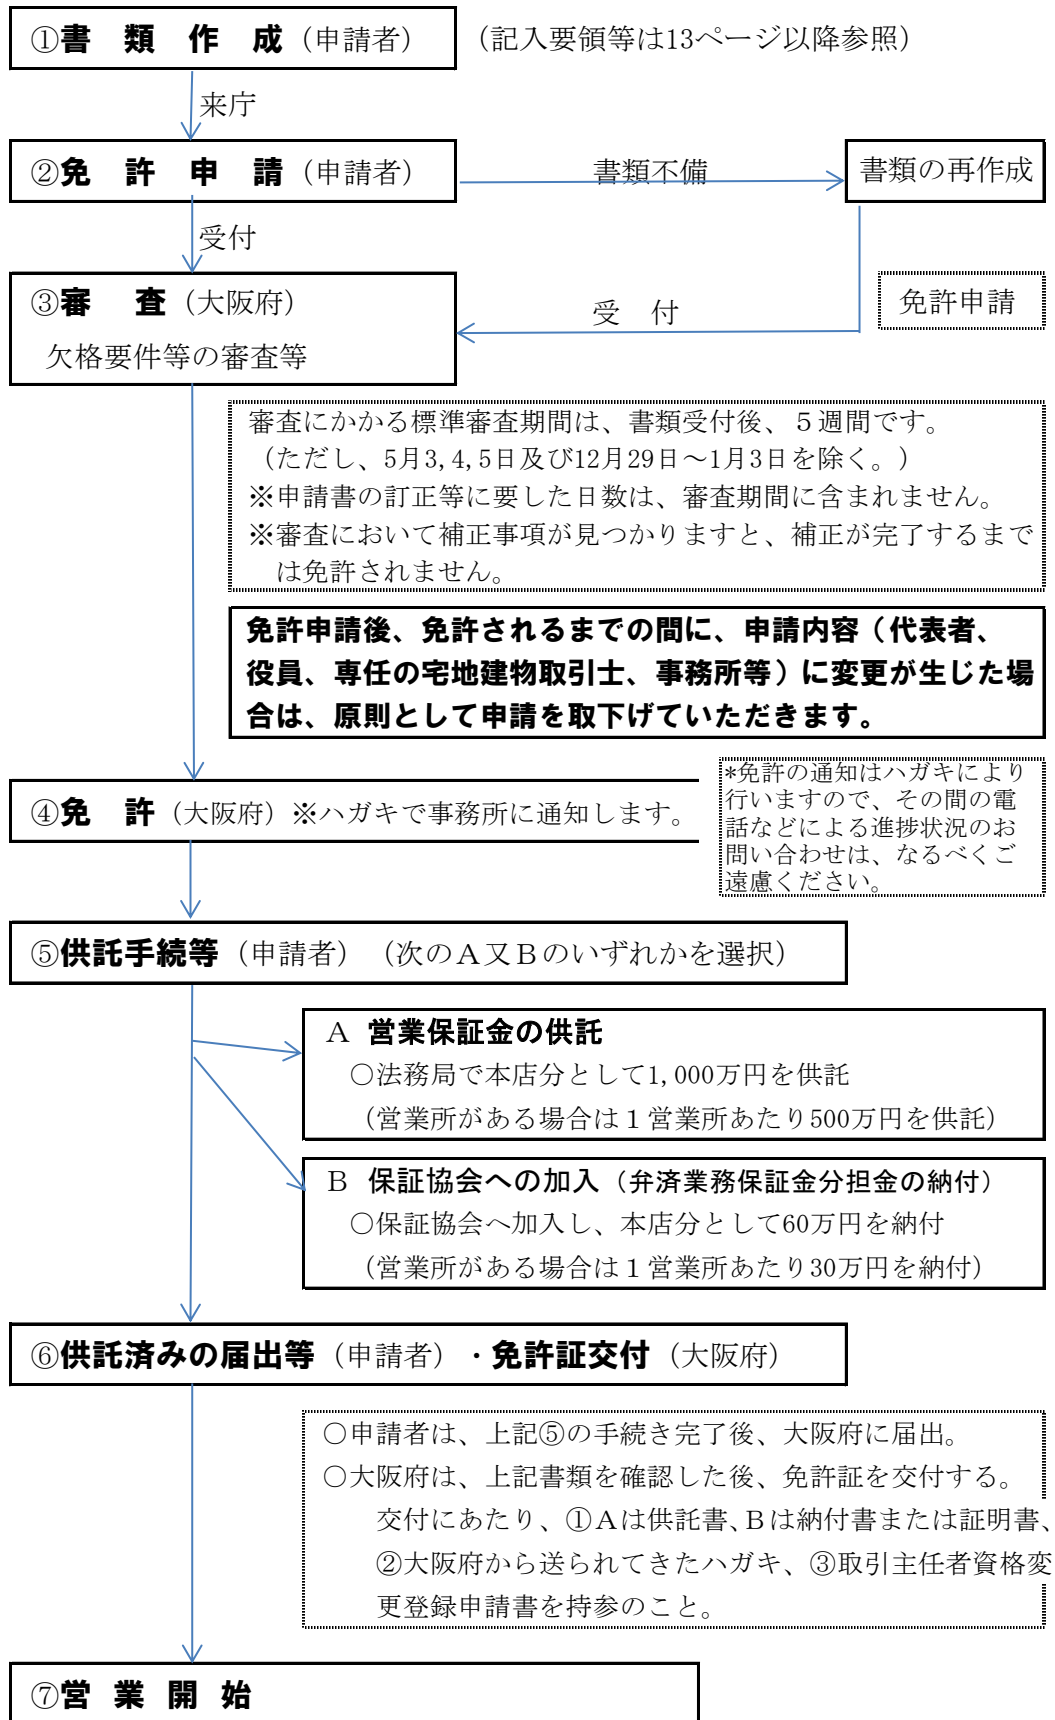 ①書　類　作　成（申請者）　（記入要領等は13ページ以降参照）
来庁
②免　許　申　請（申請者）　書類不備　書類の再作成
受付
③審　　査（大阪府）
欠格要件等の審査等
受　付
免許申請
審査にかかる標準審査期間は、書類受付後、５週間です。
（ただし、5月3,4,5日及び12月29日～1月3日を除く。）
※申請書の訂正等に要した日数は、審査期間に含まれません。
※審査において補正事項が見つかりますと、補正が完了するまで
は免許されません。
免許申請後、免許されるまでの間に、申請内容（代表者、
役員、専任の宅地建物取引士、事務所等）に変更が生じた場
合は、原則として申請を取下げていただきます。
④免　許（大阪府）※ハガキで事務所に通知します。
*免許の通知はハガキにより
行いますので、その間の電
話などによる進捗状況のお
問い合わせは、なるべくご
遠慮ください。
⑤供託手続等（申請者）（次のＡ又Ｂのいずれかを選択）
Ａ 営業保証金の供託
○法務局で本店分として1,000万円を供託
（営業所がある場合は１営業所あたり500万円を供託）
Ｂ 保証協会への加入（弁済業務保証金分担金の納付）
○保証協会へ加入し、本店分として60万円を納付
（営業所がある場合は１営業所あたり30万円を納付）
⑥供託済みの届出等（申請者）・免許証交付（大阪府）
○申請者は、上記⑤の手続き完了後、大阪府に届出。
○大阪府は、上記書類を確認した後、免許証を交付する。
交付にあたり、①Ａは供託書、Ｂは納付書または証明書、
②大阪府から送られてきたハガキ、③取引主任者資格変
更登録申請書を持参のこと。
⑦営　業　開　始